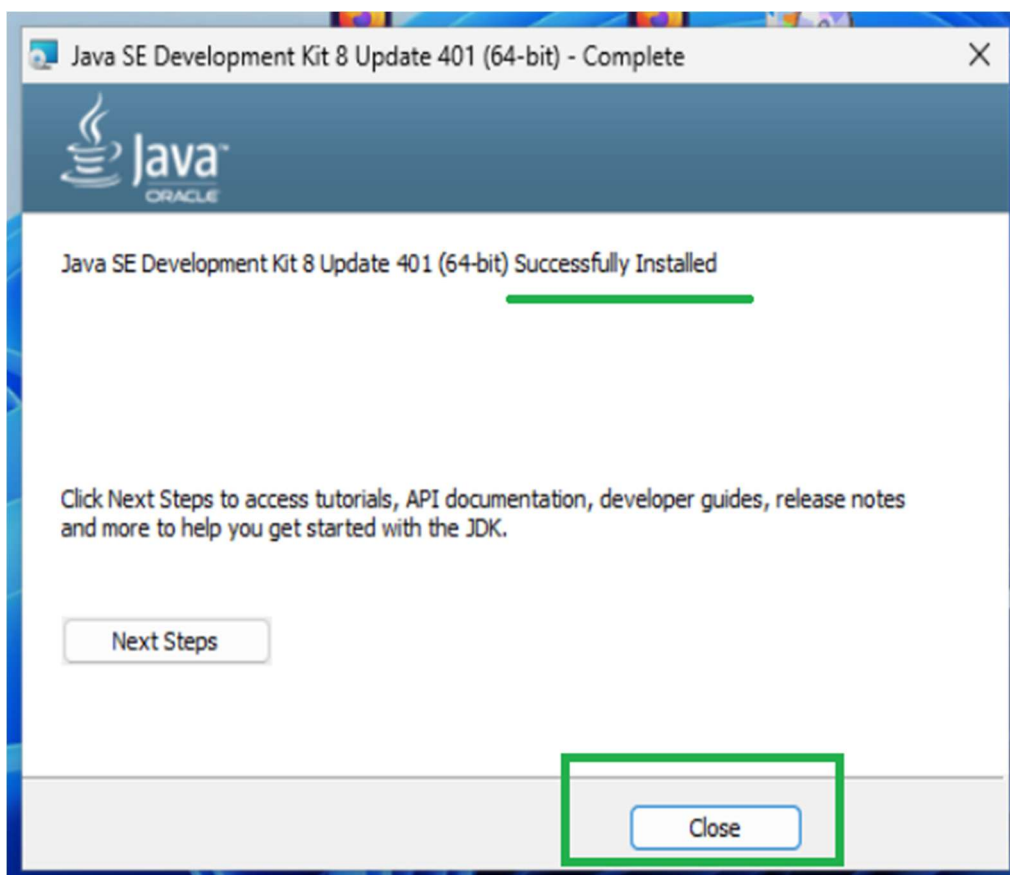 Java SE Development Kit 8 Update 401 (64-bit) - Complete
Java™
ORACLE
Java SE Development Kit 8 Update 401 (64-bit) Successfully Installed
Click Next Steps to access tutorials, API documentation, developer guides, release notes
and more to help you get started with the JDK.
Next Steps
Close